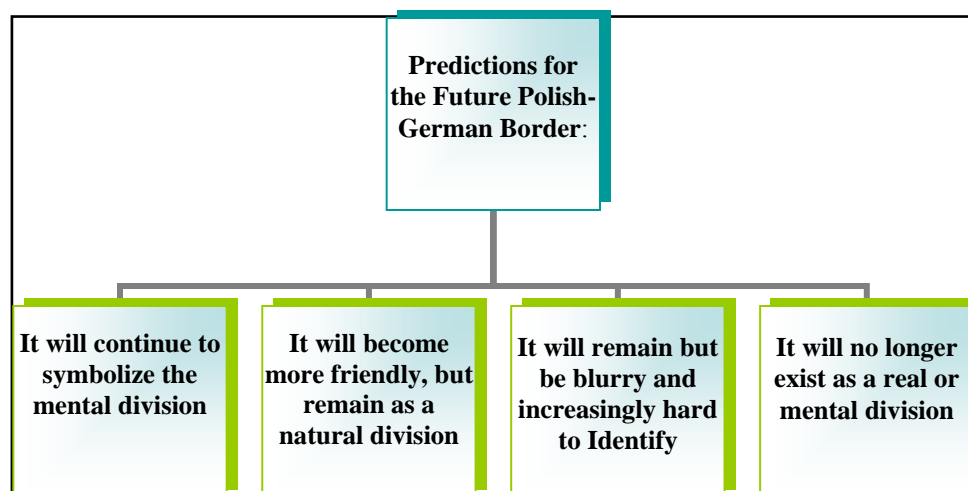 Predictions for
the Future Polish-
German Border:
It will continue to
symbolize the
mental division
It will become
more friendly, but
remain as a
natural division
It will remain but
be blurry and
increasingly hard
to Identify
It will no longer
exist as a real or
mental division